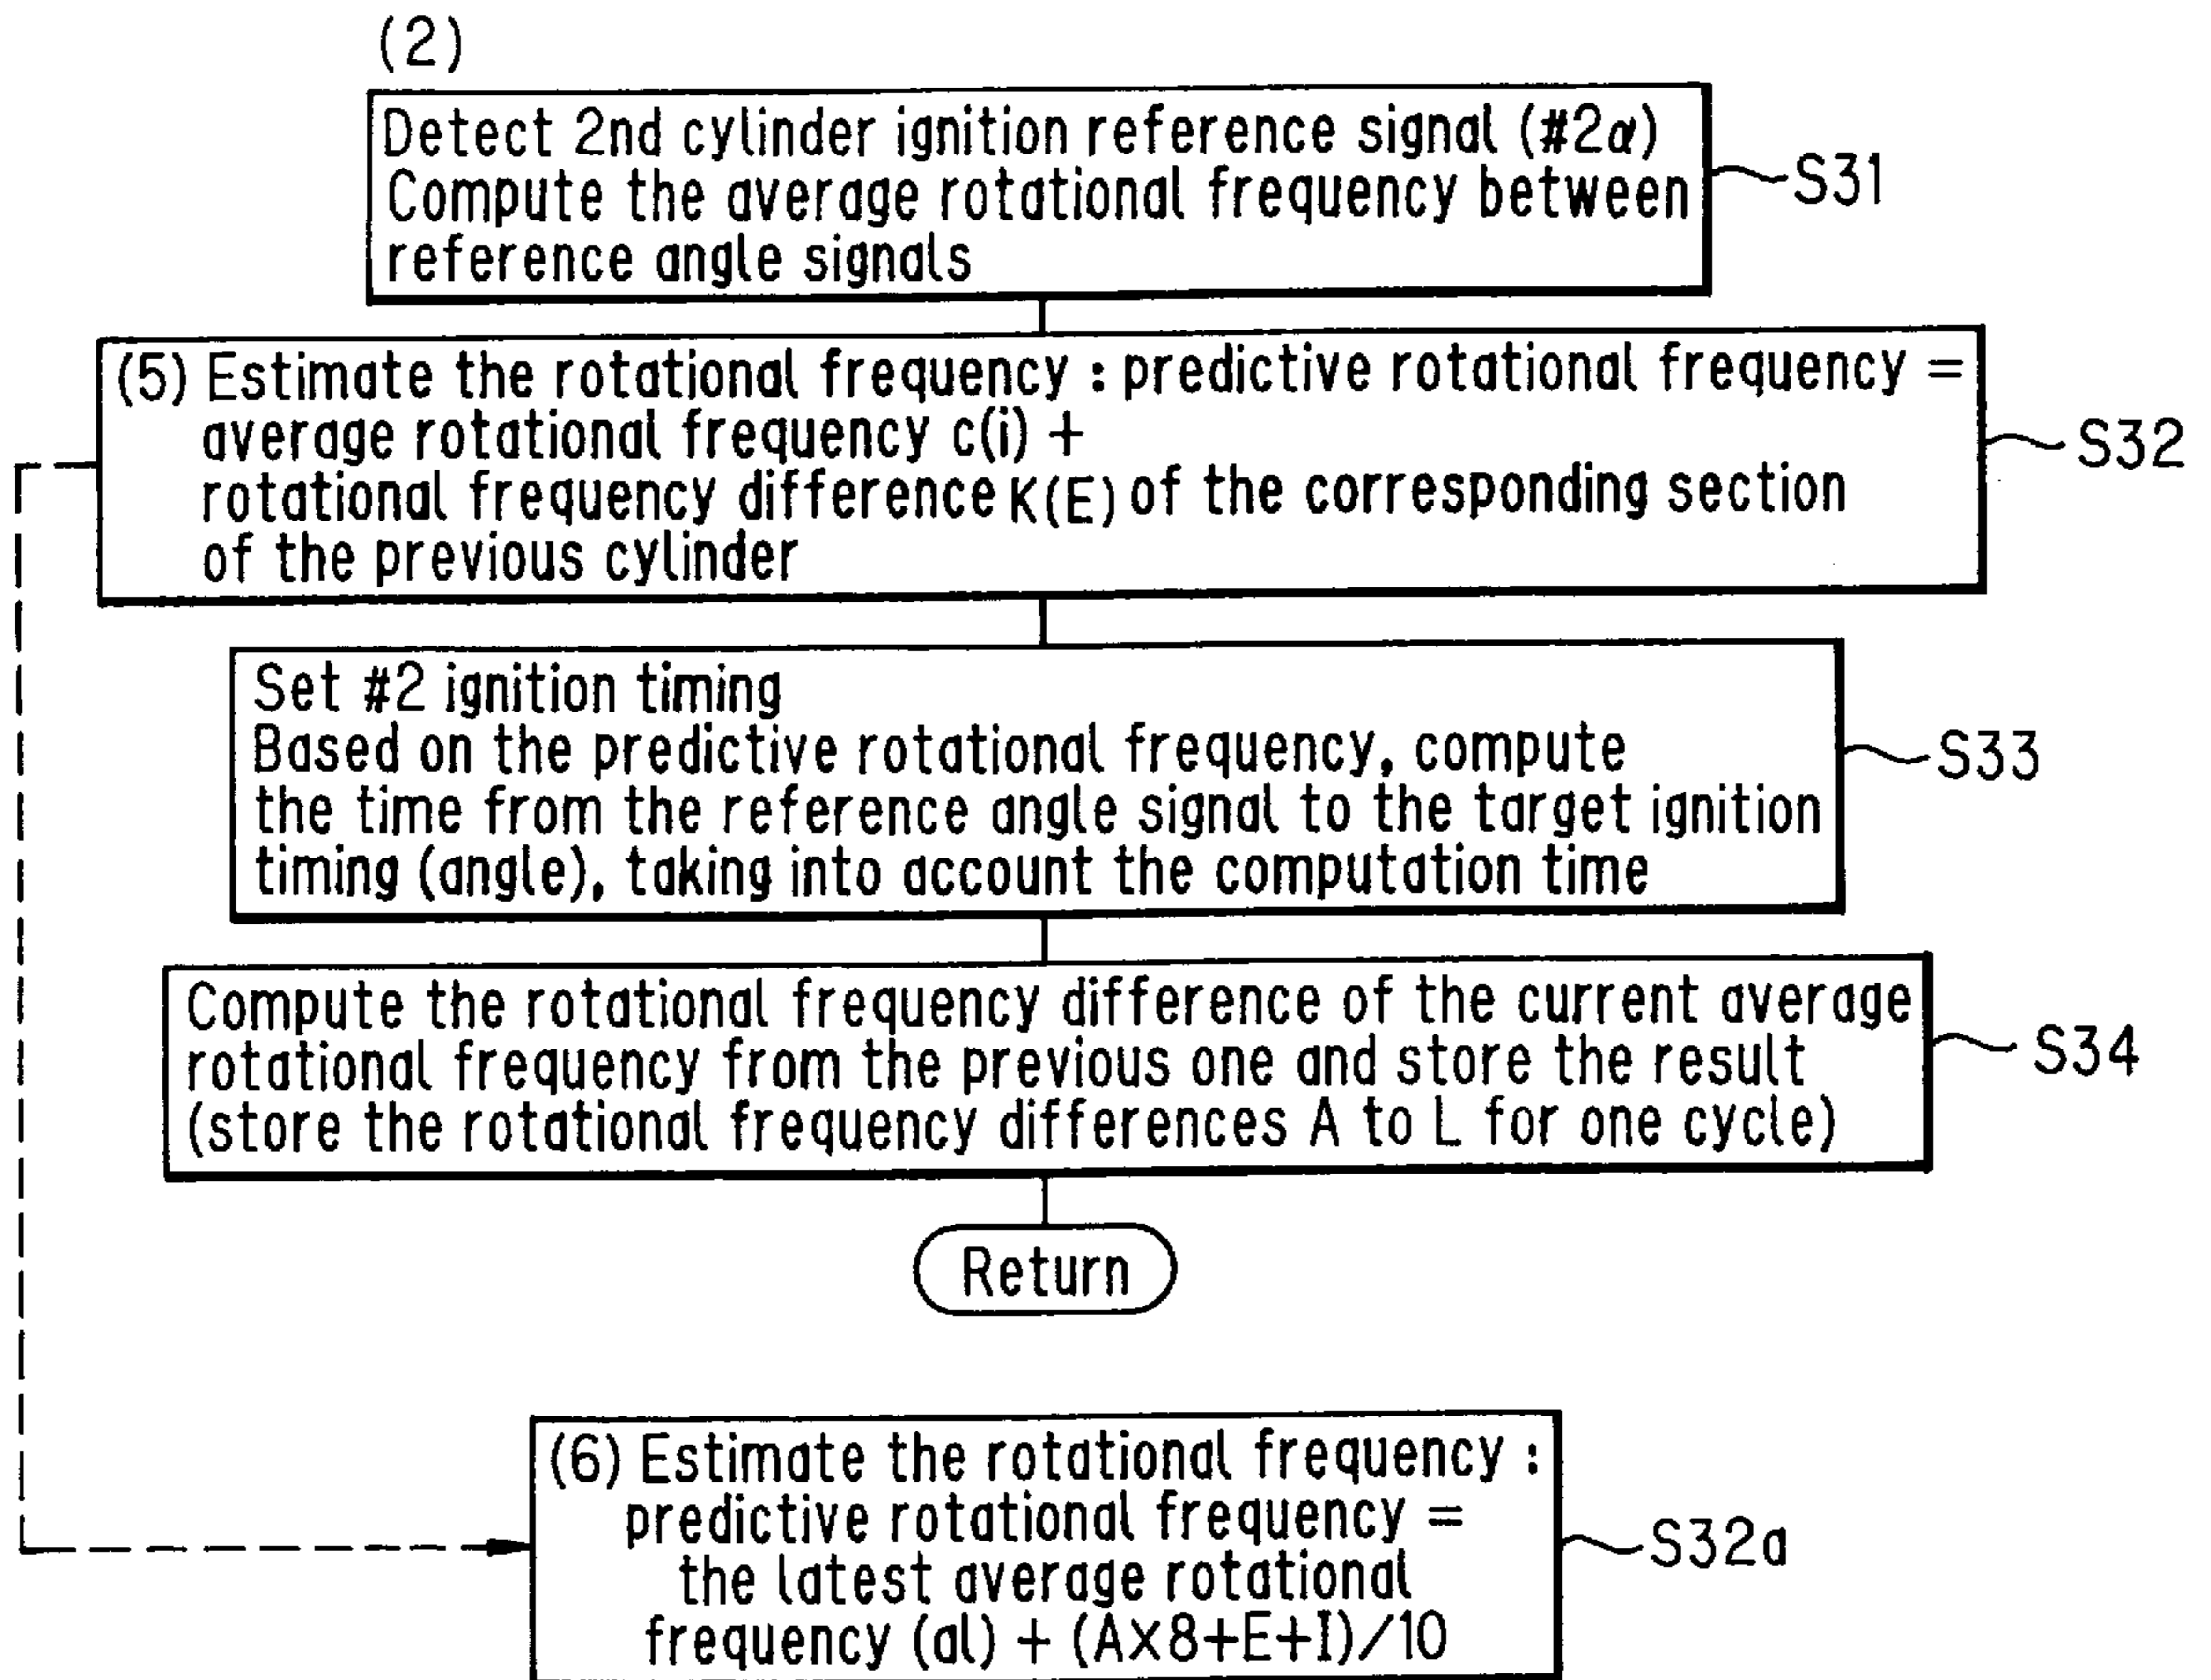 (2)
Detect 2nd cylinder ignition reference signal (#2α)
Compute the average rotational frequency between
reference angle signals
S31
(5) Estimate the rotational frequency : predictive rotational frequency =
average rotational frequency c(i) +
rotational frequency difference K(E) of the corresponding section
of the previous cylinder
S32
Set #2 ignition timing
Based on the predictive rotational frequency, compute
the time from the reference angle signal to the target ignition
timing (angle), taking into account the computation time
S33
Compute the rotational frequency difference of the current average
rotational frequency from the previous one and store the result
(store the rotational frequency differences A to L for one cycle)
S34
Return
(6) Estimate the rotational frequency :
predictive rotational frequency =
the latest average rotational
frequency (al) + (A×8+E+I)/10
S32a